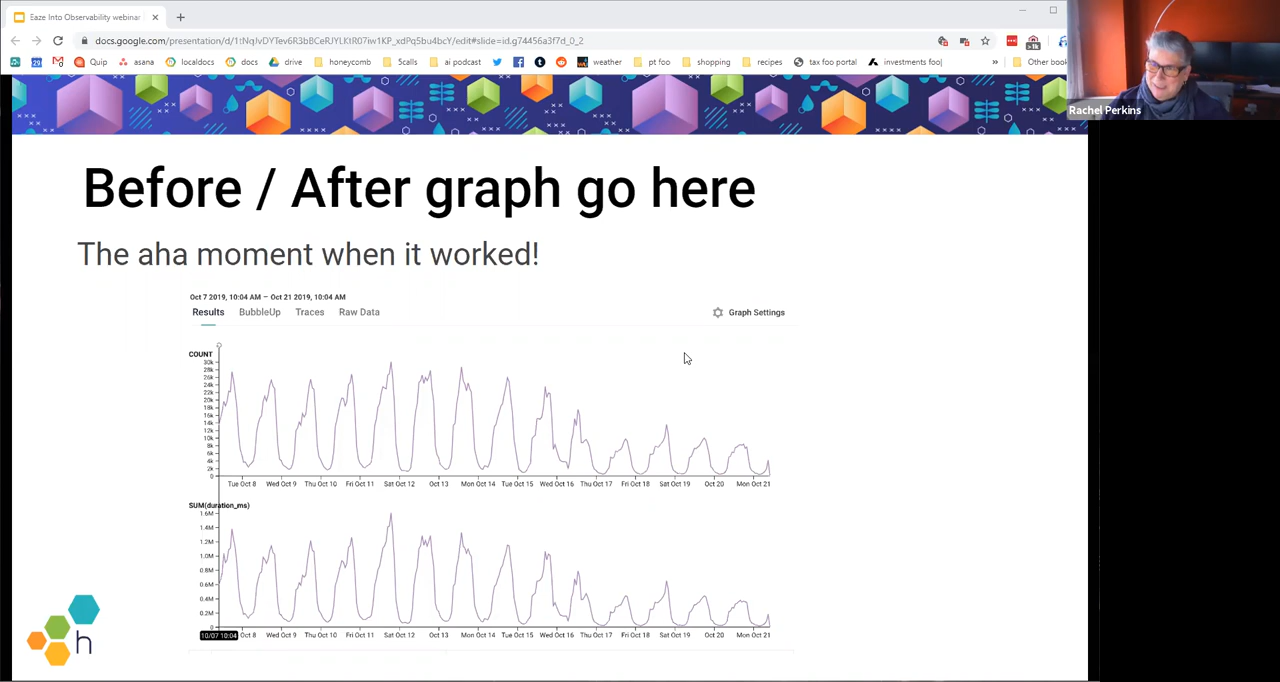 Eaze Into Observability webinar
docs.google.com/presentation/d/1tNqJvDYTev6R3bBCeRJYLKtR07iw1KP_xdPq5bu4bcY/edit#slide=id.g74456a3f7d_0_2
>1k
29 Quip asana localdocs docs drive honeycomb 5calls ai podcast weather pt foo shopping recipes tax foo portal investments foo » Other book
Rachel Perkins
Before / After graph go here
The aha moment when it worked!
Oct 7 2019, 10:04 AM – Oct 21 2019, 10:04 AM
Results BubbleUp Traces Raw Data Graph Settings
COUNT
30k
28k
26k
24k
22k
20k
18k
16k
14k
12k
10k
8k
6k
4k
2k
0
Tue Oct 8 Wed Oct 9 Thu Oct 10 Fri Oct 11 Sat Oct 12 Oct 13 Mon Oct 14 Tue Oct 15 Wed Oct 16 Thu Oct 17 Fri Oct 18 Sat Oct 19 Oct 20 Mon Oct 21
SUM(duration_ms)
1.6M
1.4M
1.2M
1.0M
0.8M
0.6M
0.4M
0.2M
0
10/07 10:04 Oct 8 Wed Oct 9 Thu Oct 10 Fri Oct 11 Sat Oct 12 Oct 13 Mon Oct 14 Tue Oct 15 Wed Oct 16 Thu Oct 17 Fri Oct 18 Sat Oct 19 Oct 20 Mon Oct 21
h